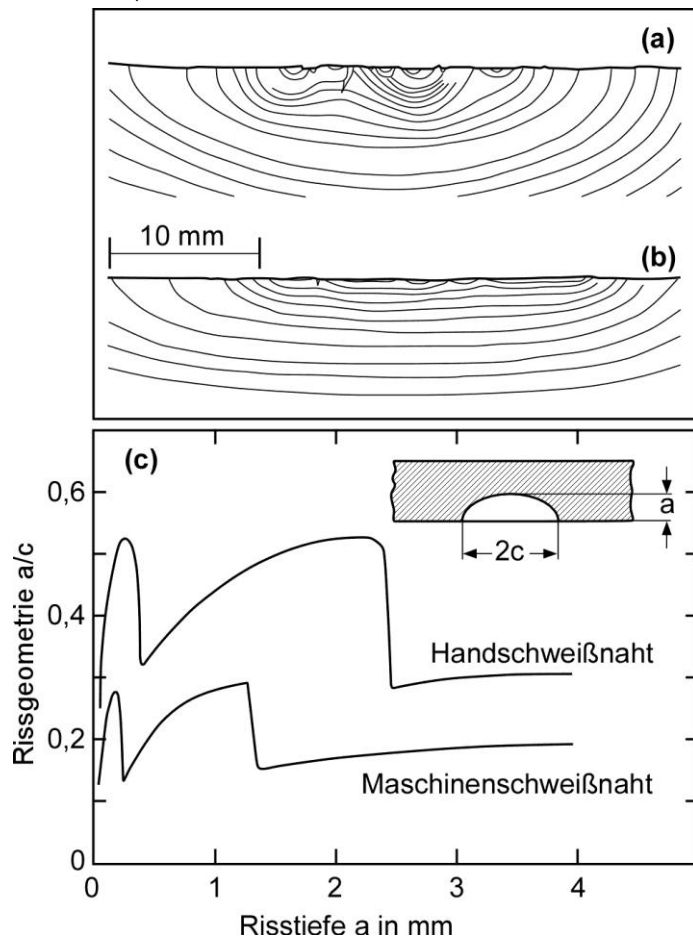 (a)
10 mm
(b)
(c)
0,6
0,4
0,2
0
Rissgeometrie a/c
a
2c
Handschweißnaht
Maschinenschweißnaht
0 1 2 3 4
Risstiefe a in mm